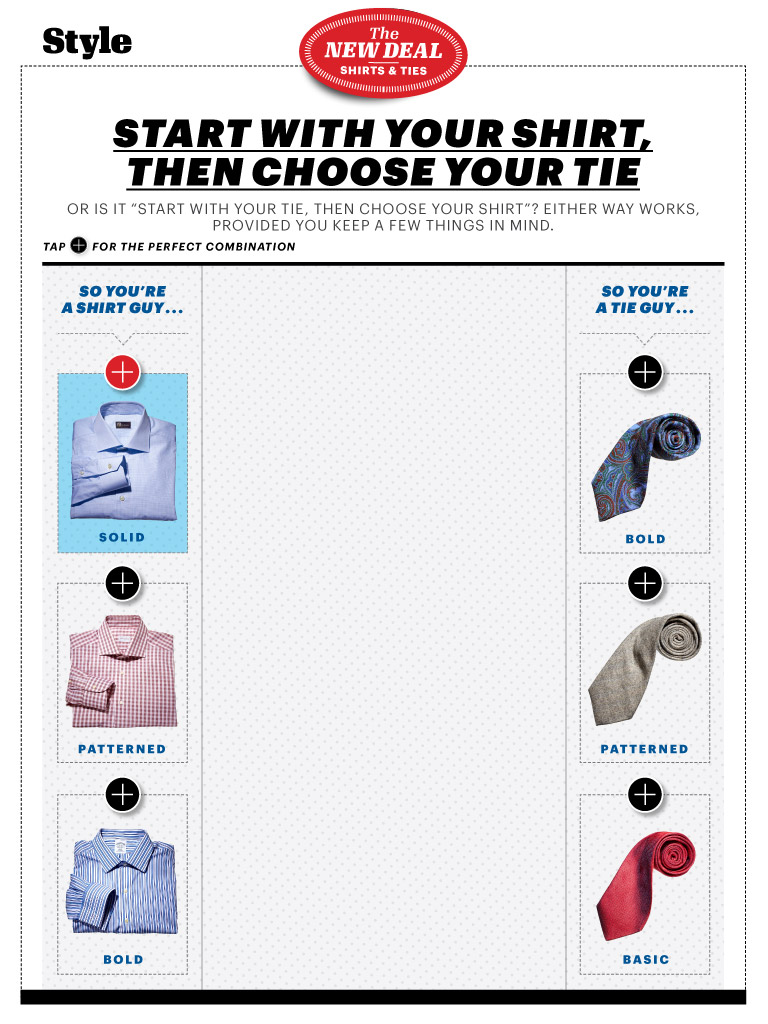 Style
The
NEW DEAL
SHIRTS & TIES
START WITH YOUR SHIRT,
THEN CHOOSE YOUR TIE
OR IS IT “START WITH YOUR TIE, THEN CHOOSE YOUR SHIRT”? EITHER WAY WORKS,
PROVIDED YOU KEEP A FEW THINGS IN MIND.
TAP + FOR THE PERFECT COMBINATION
SO YOU’RE
A SHIRT GUY...
SOLID
PATTERNED
BOLD
SO YOU’RE
A TIE GUY...
BOLD
PATTERNED
BASIC